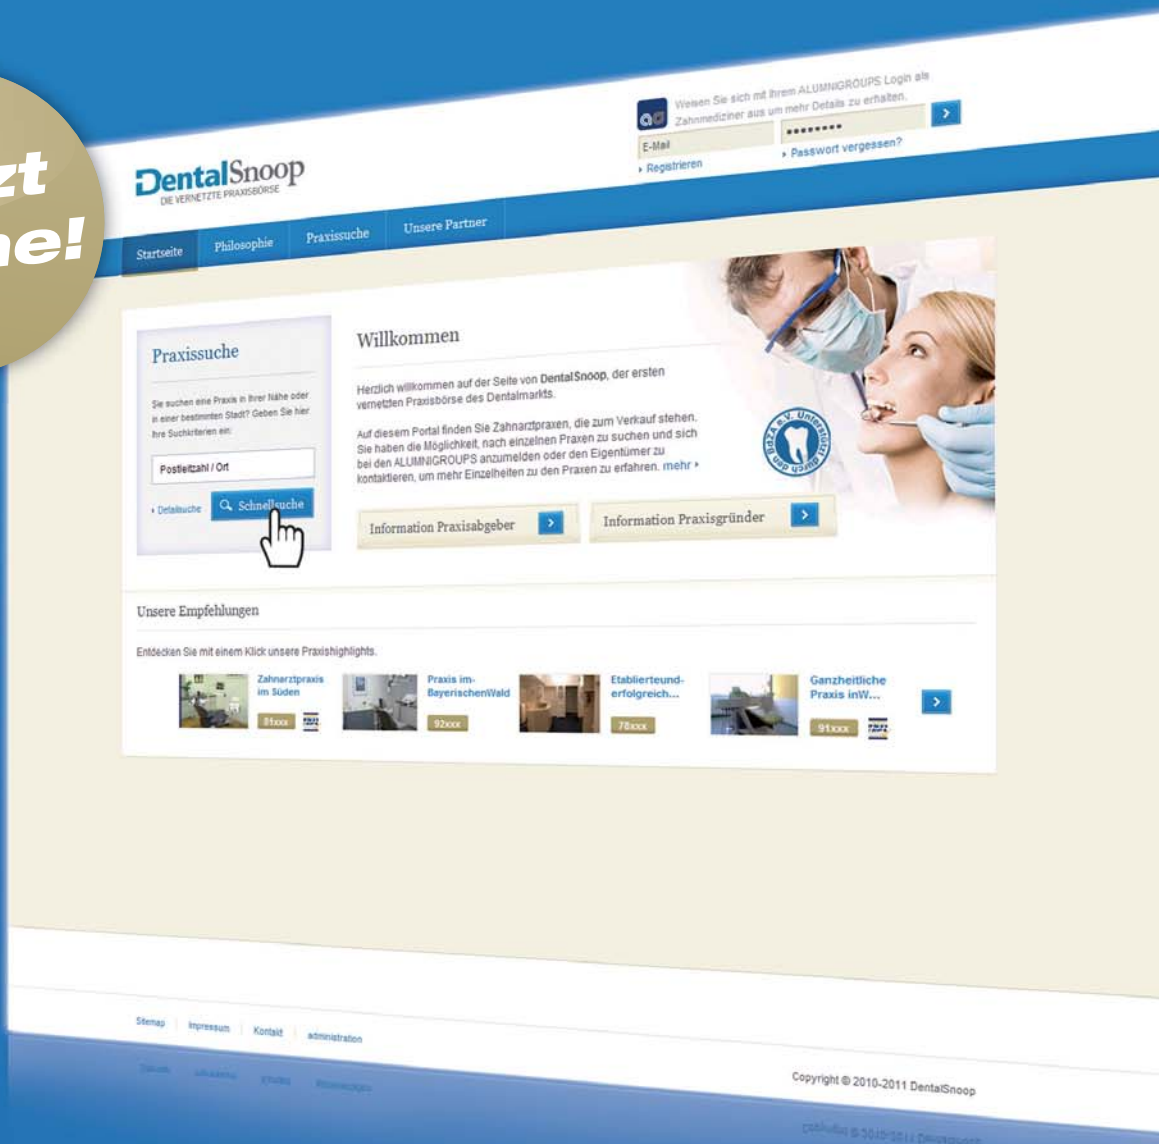 zt
ne!
Weisen Sie sich mit Ihrem ALUMNIGROUPS Login als
Zahnmediziner aus um mehr Details zu erhalten.
E-Mail
Registrieren
Passwort vergessen?
DentalSnoop
DIE VERNETZTE PRAXISBÖRSE
Startseite Philosophie Praxissuche Unsere Partner
Praxissuche
Sie suchen eine Praxis in Ihrer Nähe oder
in einer bestimmten Stadt? Geben Sie hier
Ihre Suchkriterien ein:
Postleitzahl / Ort
Detailsuche
Schnellsuche
Willkommen
Herzlich willkommen auf der Seite von DentalSnoop, der ersten
vernetzten Praxisbörse des Dentalmarkts.
Auf diesem Portal finden Sie Zahnarztpraxen, die zum Verkauf stehen.
Sie haben die Möglichkeit, nach einzelnen Praxen zu suchen und sich
bei den ALUMNIGROUPS anzumelden oder den Eigentümer zu
kontaktieren, um mehr Einzelheiten zu den Praxen zu erfahren. mehr
Unterstützt durch den BdZA e.V.
Information Praxisabgeber
Information Praxisgründer
Unsere Empfehlungen
Entdecken Sie mit einem Klick unsere Praxishighlights.
Zahnarztpraxis
im Süden
81xxx
Praxis im-
BayerischenWald
92xxx
Etablierteund-
erfolgreich...
78xxx
Ganzheitliche
Praxis inW...
91xxx
Sitemap Impressum Kontakt administration
Copyright © 2010-2011 DentalSnoop